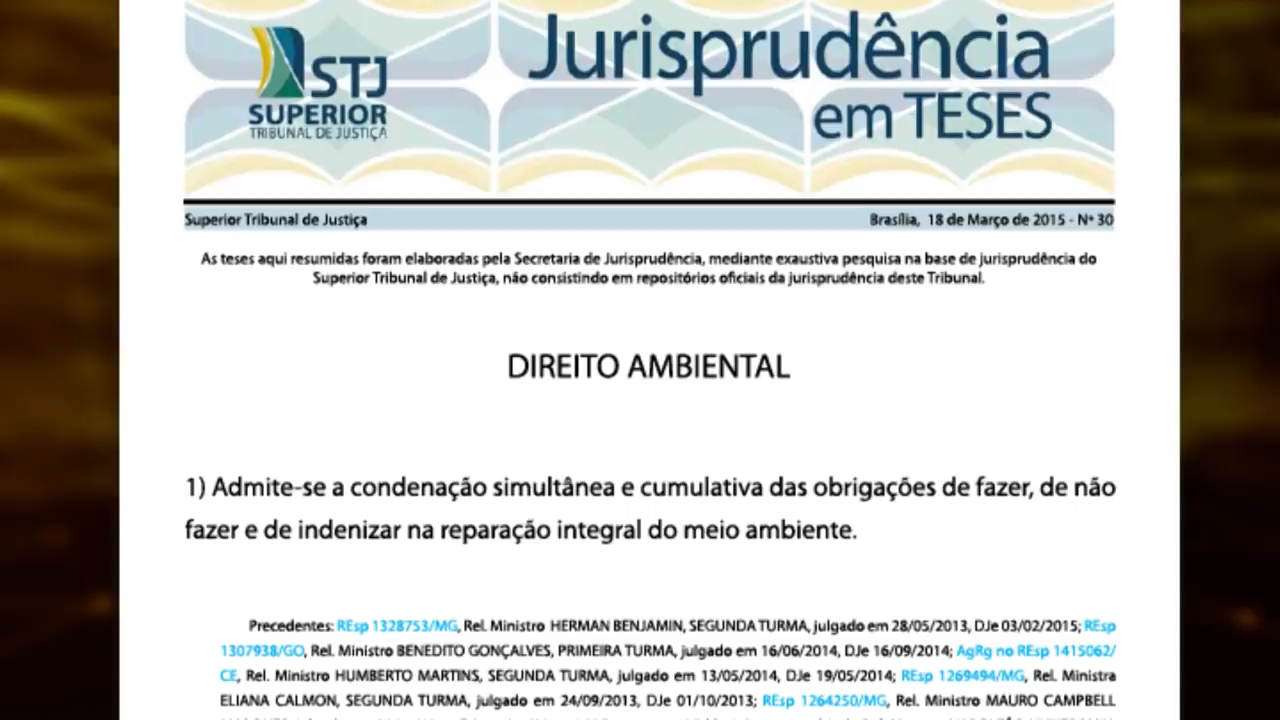 STJ
SUPERIOR
TRIBUNAL DE JUSTIÇA
Jurisprudência
em TESES
Superior Tribunal de Justiça
Brasília, 18 de Março de 2015 - Nº 30
As teses aqui resumidas foram elaboradas pela Secretaria de Jurisprudência, mediante exaustiva pesquisa na base de jurisprudência do
Superior Tribunal de Justiça, não consistindo em repositórios oficiais da jurisprudência deste Tribunal.
DIREITO AMBIENTAL
1) Admite-se a condenação simultânea e cumulativa das obrigações de fazer, de não
fazer e de indenizar na reparação integral do meio ambiente.
Precedentes: REsp 1328753/MG, Rel. Ministro HERMAN BENJAMIN, SEGUNDA TURMA, julgado em 28/05/2013, DJe 03/02/2015; REsp
1307938/GO, Rel. Ministro BENEDITO GONÇALVES, PRIMEIRA TURMA, julgado em 16/06/2014, DJe 16/09/2014; AgRg no REsp 1415062/
CE, Rel. Ministro HUMBERTO MARTINS, SEGUNDA TURMA, julgado em 13/05/2014, DJe 19/05/2014; REsp 1269494/MG, Rel. Ministra
ELIANA CALMON, SEGUNDA TURMA, julgado em 24/09/2013, DJe 01/10/2013; REsp 1264250/MG, Rel. Ministro MAURO CAMPBELL